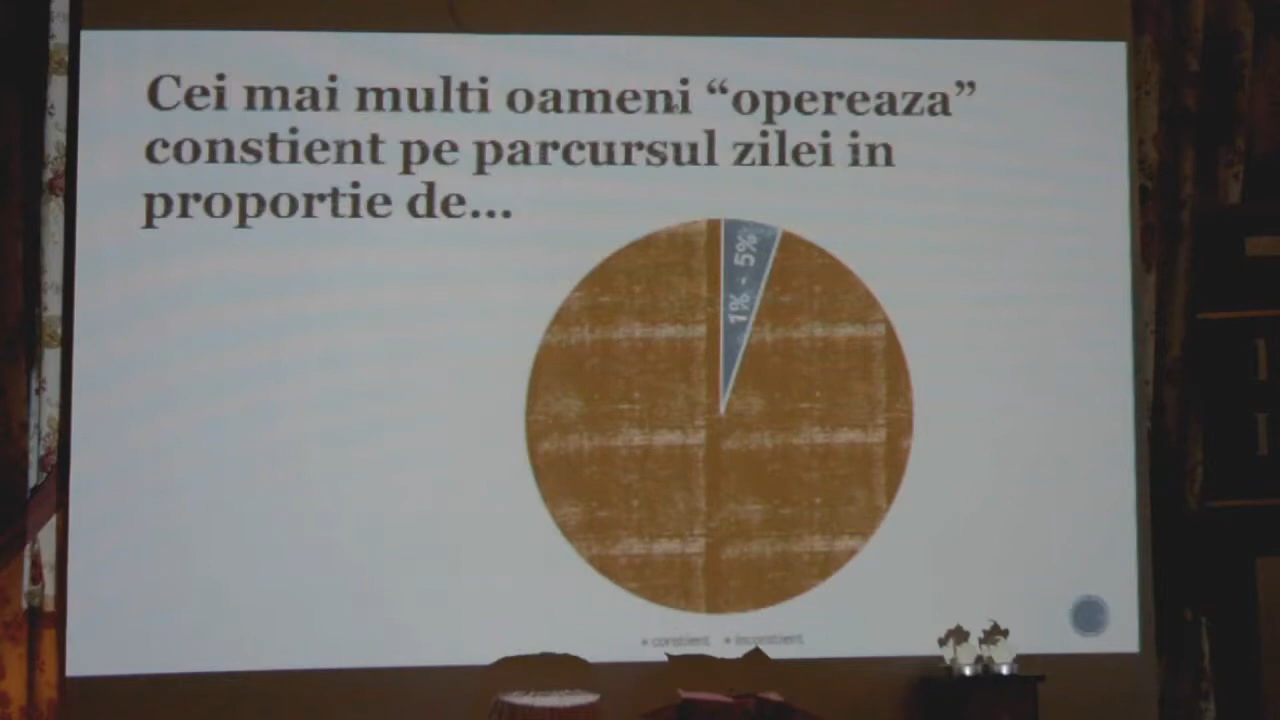 Cei mai multi oameni “opereaza”
constient pe parcursul zilei in
proportie de...
1% - 5%
constient inconstient